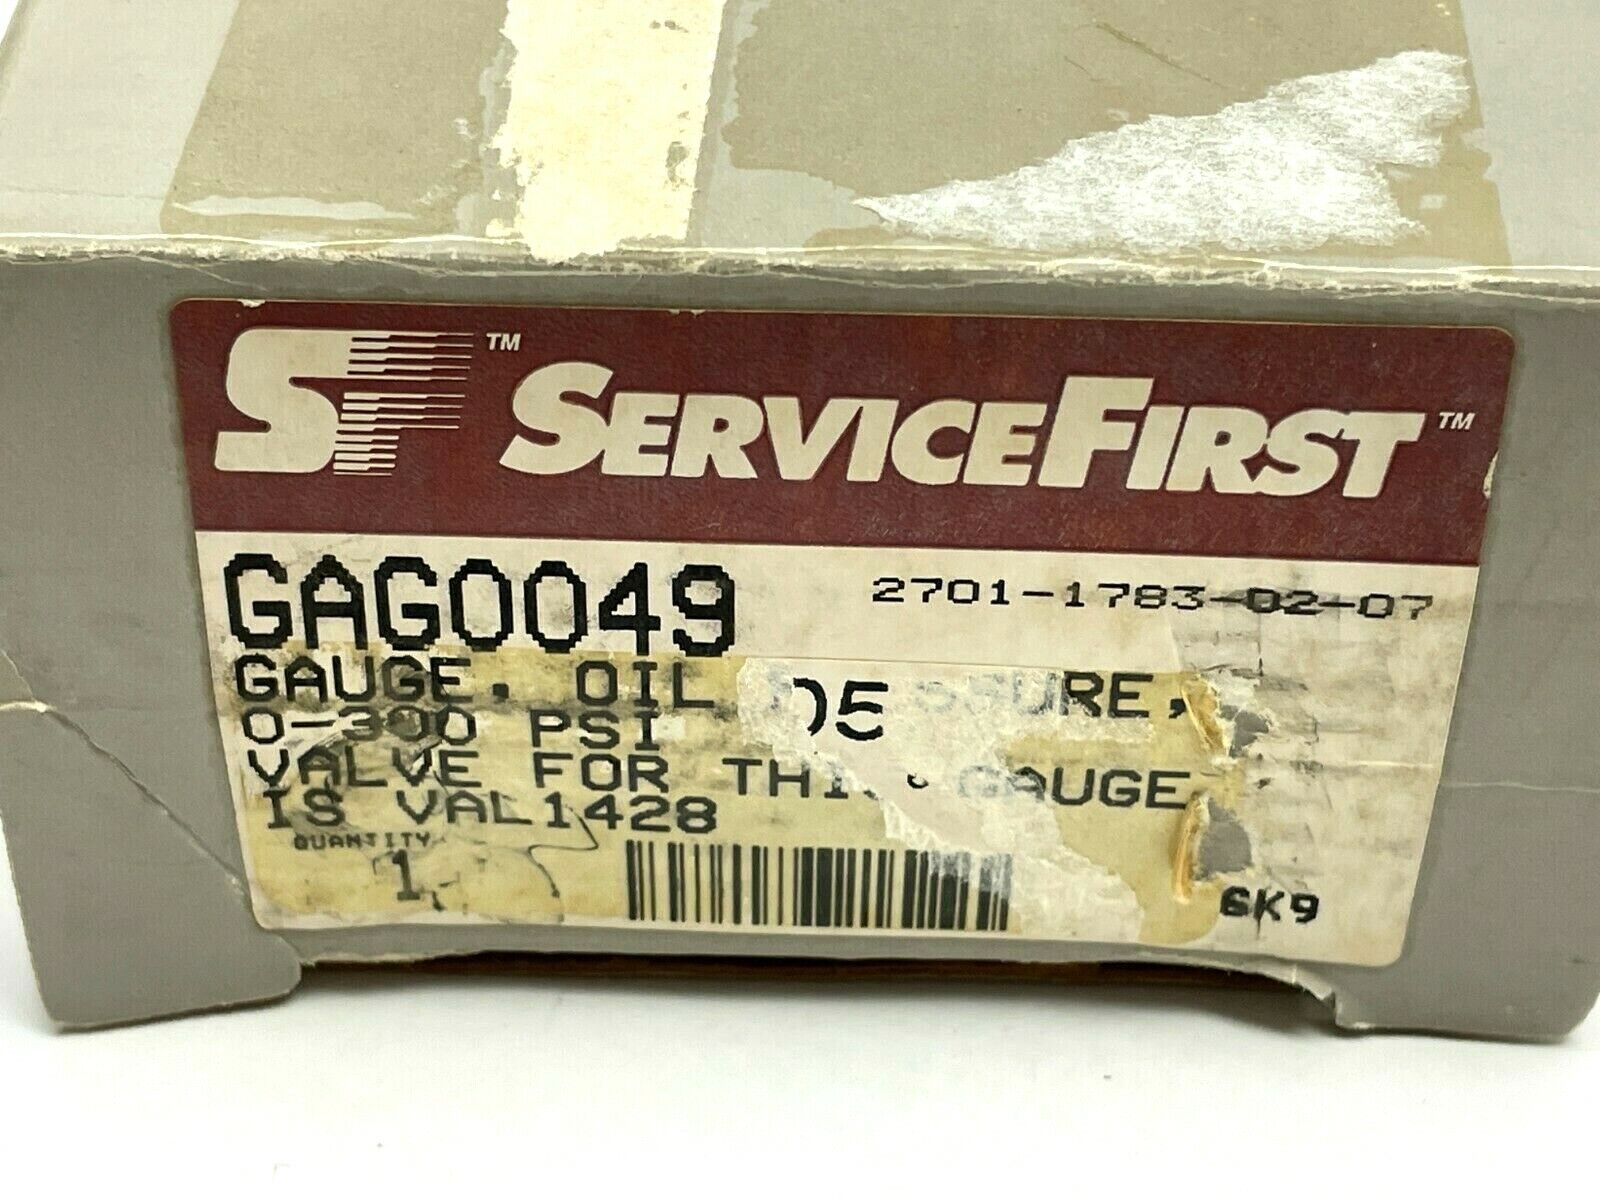 SF™ SERVICEFIRST™
GAG0049 2701-1783-02-07
GAUGE, OIL
0-300 PSI 05
VALVE FOR GAUGE
IS VAL1428
QUANTITY
1
6K9